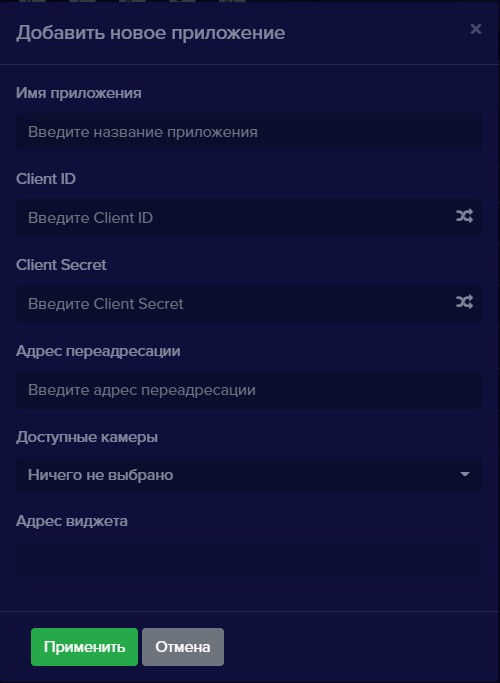 Добавить новое приложение
×
Имя приложения
Введите название приложения
Client ID
Введите Client ID
Client Secret
Введите Client Secret
Адрес переадресации
Введите адрес переадресации
Доступные камеры
Ничего не выбрано
Адрес виджета
Применить Отмена